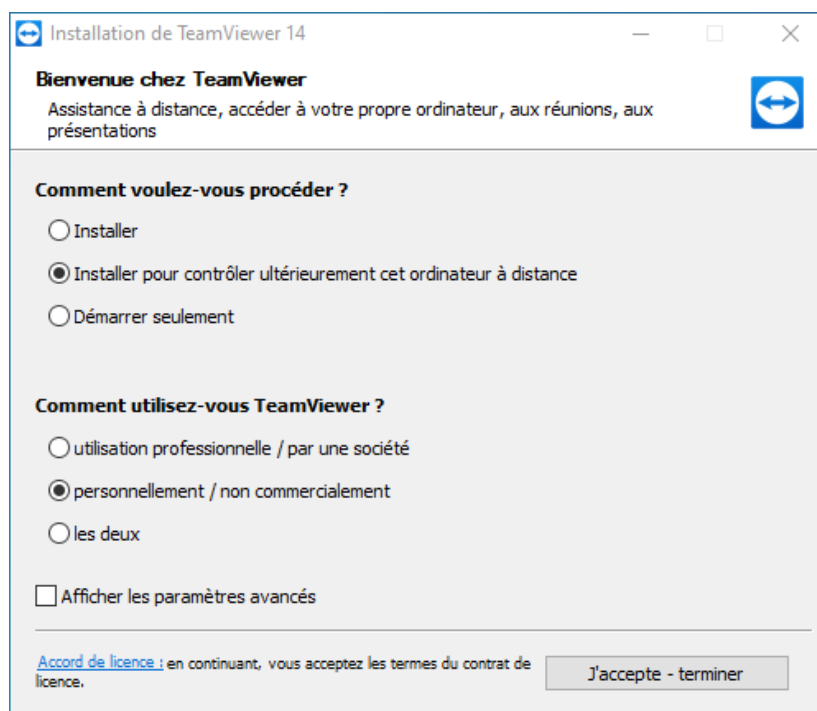 Installation de TeamViewer 14
Bienvenue chez TeamViewer
Assistance à distance, accéder à votre propre ordinateur, aux réunions, aux
présentations
Comment voulez-vous procéder ?
Installer
Installer pour contrôler ultérieurement cet ordinateur à distance
Démarrer seulement
Comment utilisez-vous TeamViewer ?
utilisation professionnelle / par une société
personnellement / non commercialement
les deux
Afficher les paramètres avancés
Accord de licence : en continuant, vous acceptez les termes du contrat de
licence.
J'accepte - terminer